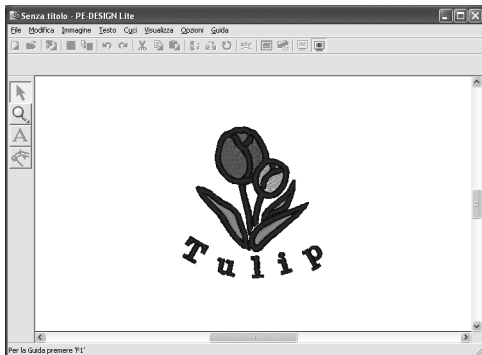 Senza titolo - PE-DESIGN Lite
File Modifica Immagine Testo Cuci Visualizza Opzioni Guida
A
Tulip
Per la Guida premere 'F1'